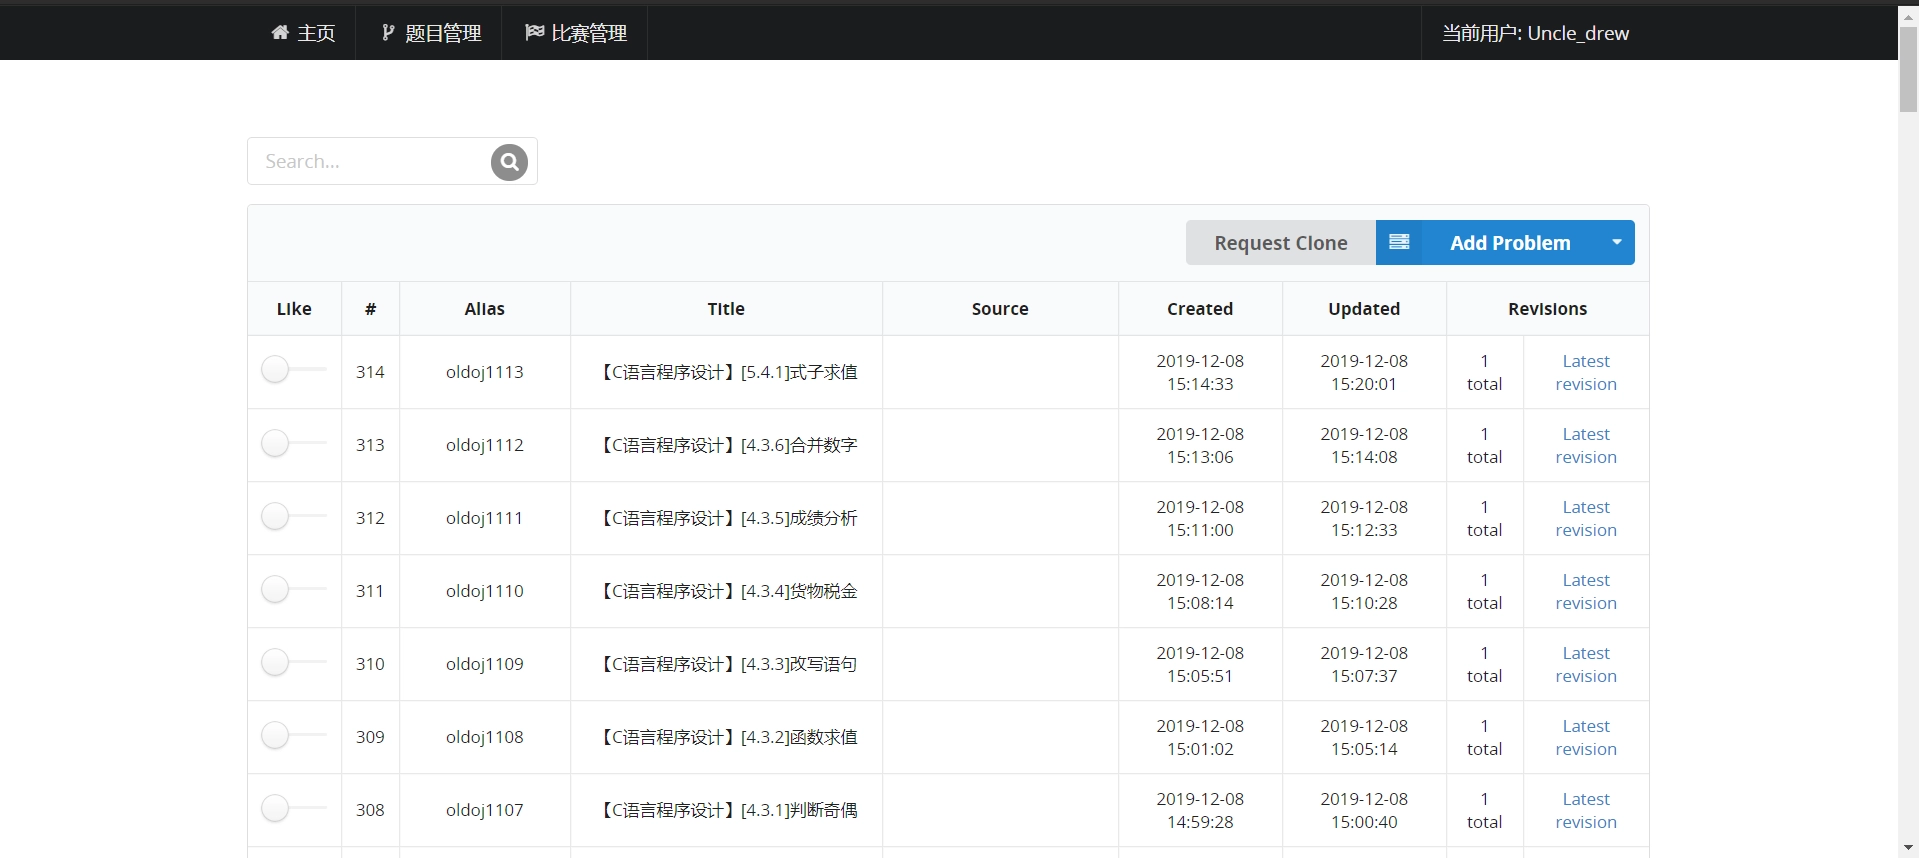 主页 题目管理 比赛管理 当前用户: Uncle_drew
Search...
Request Clone Add Problem
Like # Alias Title Source Created Updated Revisions
314 oldoj1113 【C语言程序设计】[5.4.1]式子求值 2019-12-08 15:14:33 2019-12-08 15:20:01 1 total Latest revision
313 oldoj1112 【C语言程序设计】[4.3.6]合并数字 2019-12-08 15:13:06 2019-12-08 15:14:08 1 total Latest revision
312 oldoj1111 【C语言程序设计】[4.3.5]成绩分析 2019-12-08 15:11:00 2019-12-08 15:12:33 1 total Latest revision
311 oldoj1110 【C语言程序设计】[4.3.4]货物税金 2019-12-08 15:08:14 2019-12-08 15:10:28 1 total Latest revision
310 oldoj1109 【C语言程序设计】[4.3.3]改写语句 2019-12-08 15:05:51 2019-12-08 15:07:37 1 total Latest revision
309 oldoj1108 【C语言程序设计】[4.3.2]函数求值 2019-12-08 15:01:02 2019-12-08 15:05:14 1 total Latest revision
308 oldoj1107 【C语言程序设计】[4.3.1]判断奇偶 2019-12-08 14:59:28 2019-12-08 15:00:40 1 total Latest revision